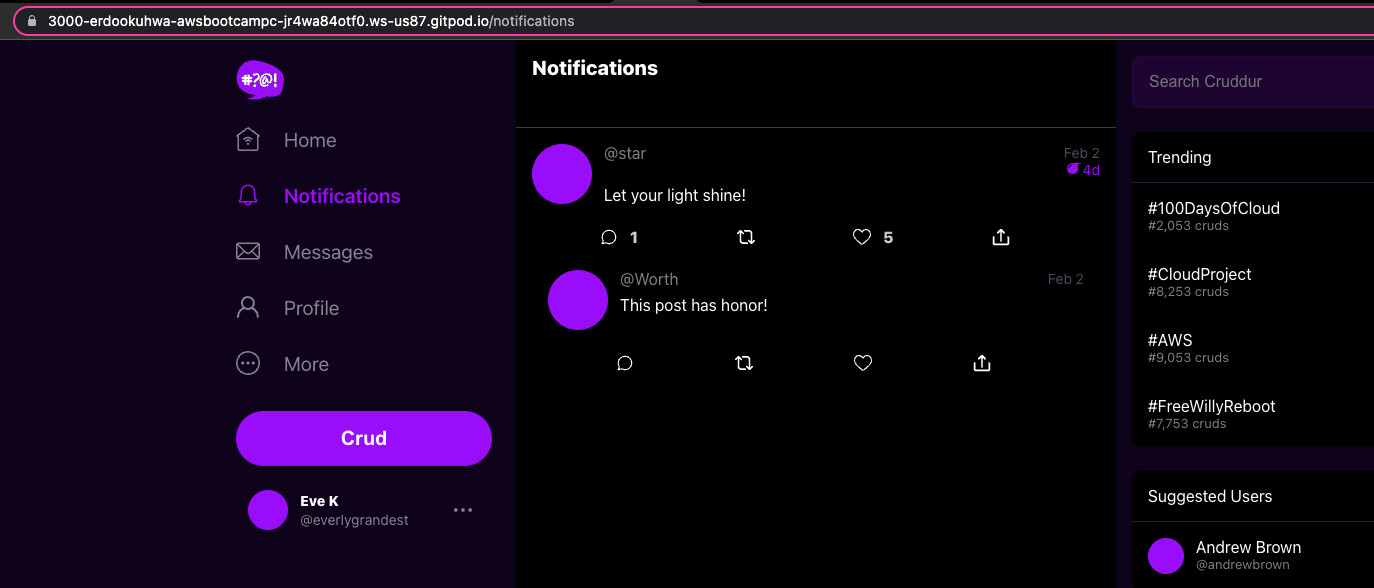 3000-erdookuhwa-awsbootcampc-jr4wa84otf0.ws-us87.gitpod.io/notifications
#?@!
Home
Notifications
Messages
Profile
More
Crud
Eve K
@everlygrandest
Notifications
@star
Feb 2
4d
Let your light shine!
1
5
@Worth
Feb 2
This post has honor!
Search Cruddur
Trending
#100DaysOfCloud
#2,053 cruds
#CloudProject
#8,253 cruds
#AWS
#9,053 cruds
#FreeWillyReboot
#7,753 cruds
Suggested Users
Andrew Brown
@andrewbrown